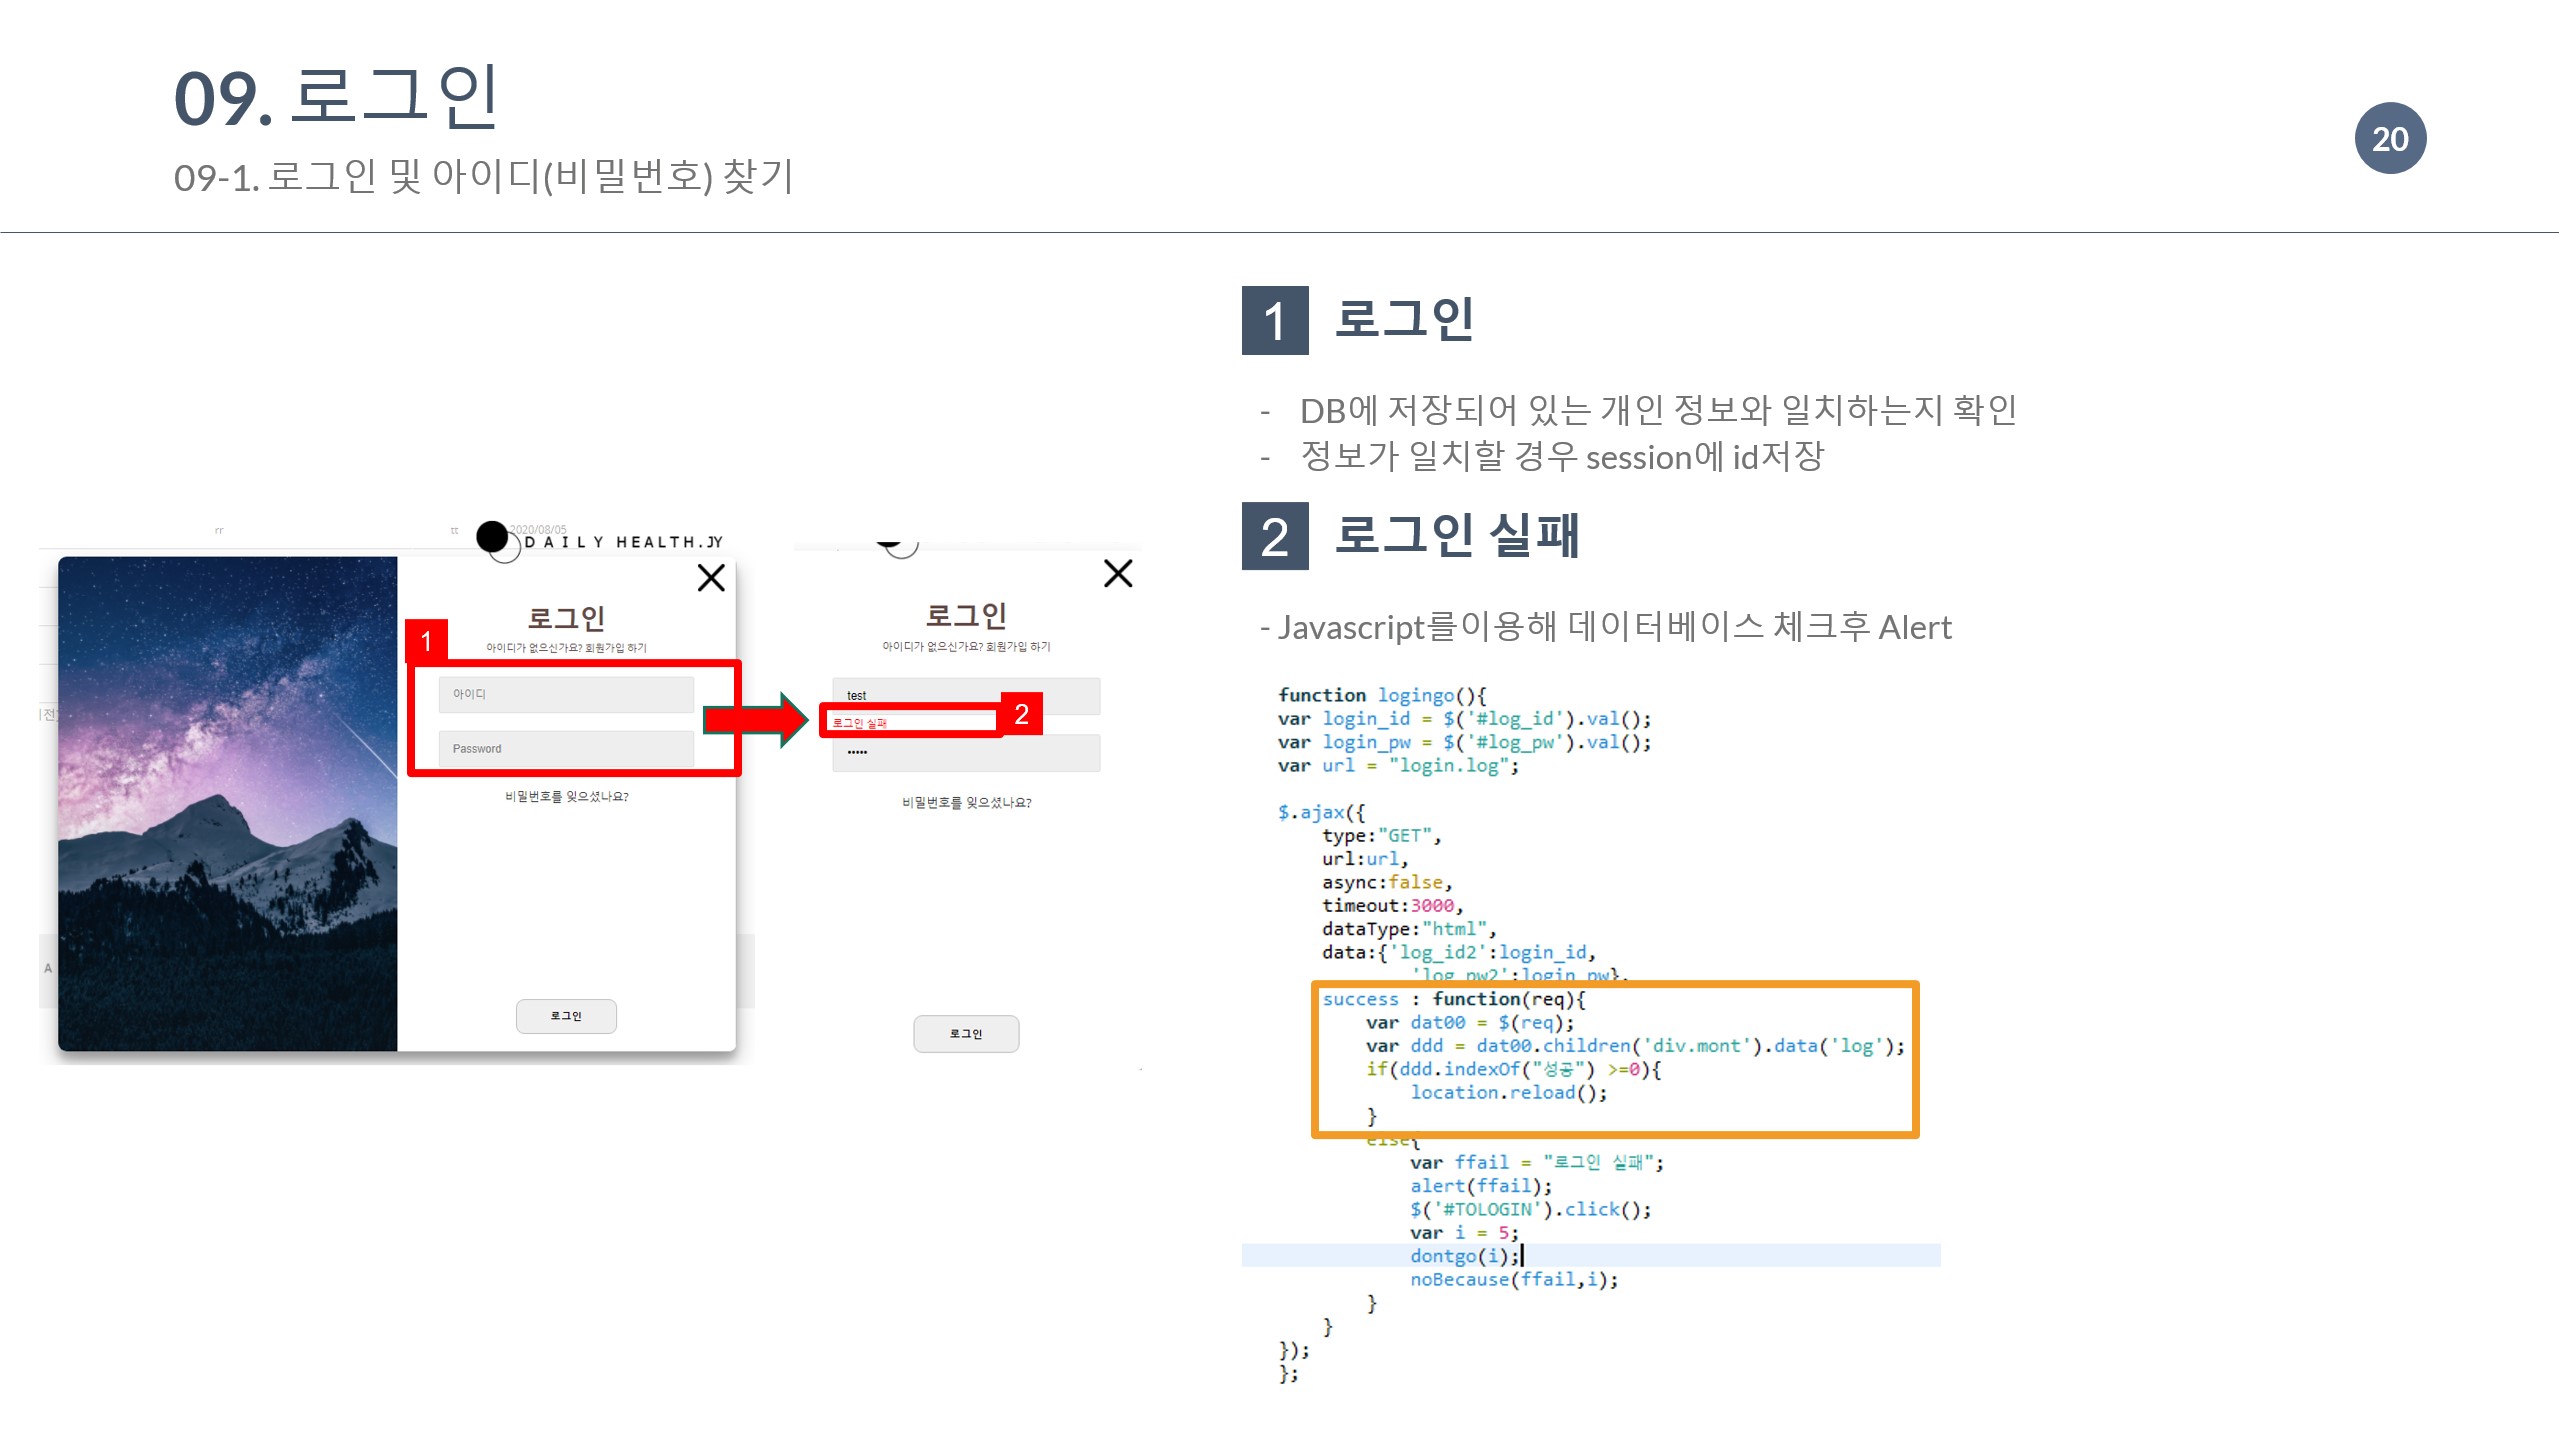 09. 로그인
09-1. 로그인 및 아이디(비밀번호) 찾기
20
rr
tt
2020/08/05
DAILY HEALTH.JY
로그인
아이디가 없으신가요? 회원가입 하기
1
아이디
Password
비밀번호를 잊으셨나요?
로그인
A
로그인
아이디가 없으신가요? 회원가입 하기
test
로그인 실패
2
•••••
비밀번호를 잊으셨나요?
로그인
1 로그인
- DB에 저장되어 있는 개인 정보와 일치하는지 확인
- 정보가 일치할 경우 session에 id저장
2 로그인 실패
- Javascript를이용해 데이터베이스 체크후 Alert
function logingo(){
var login_id = $('#log_id').val();
var login_pw = $('#log_pw').val();
var url = "login.log";
$.ajax({
type:"GET",
url:url,
async:false,
timeout:3000,
dataType:"html",
data:{'log_id2':login_id,
'log_pw2':login_pw},
success : function(req){
var dat00 = $(req);
var ddd = dat00.children('div.mont').data('log');
if(ddd.indexOf("성공") >=0){
location.reload();
}
else{
var ffail = "로그인 실패";
alert(ffail);
$('#TOLOGIN').click();
var i = 5;
dontgo(i);
noBecause(ffail,i);
}
}
});
};